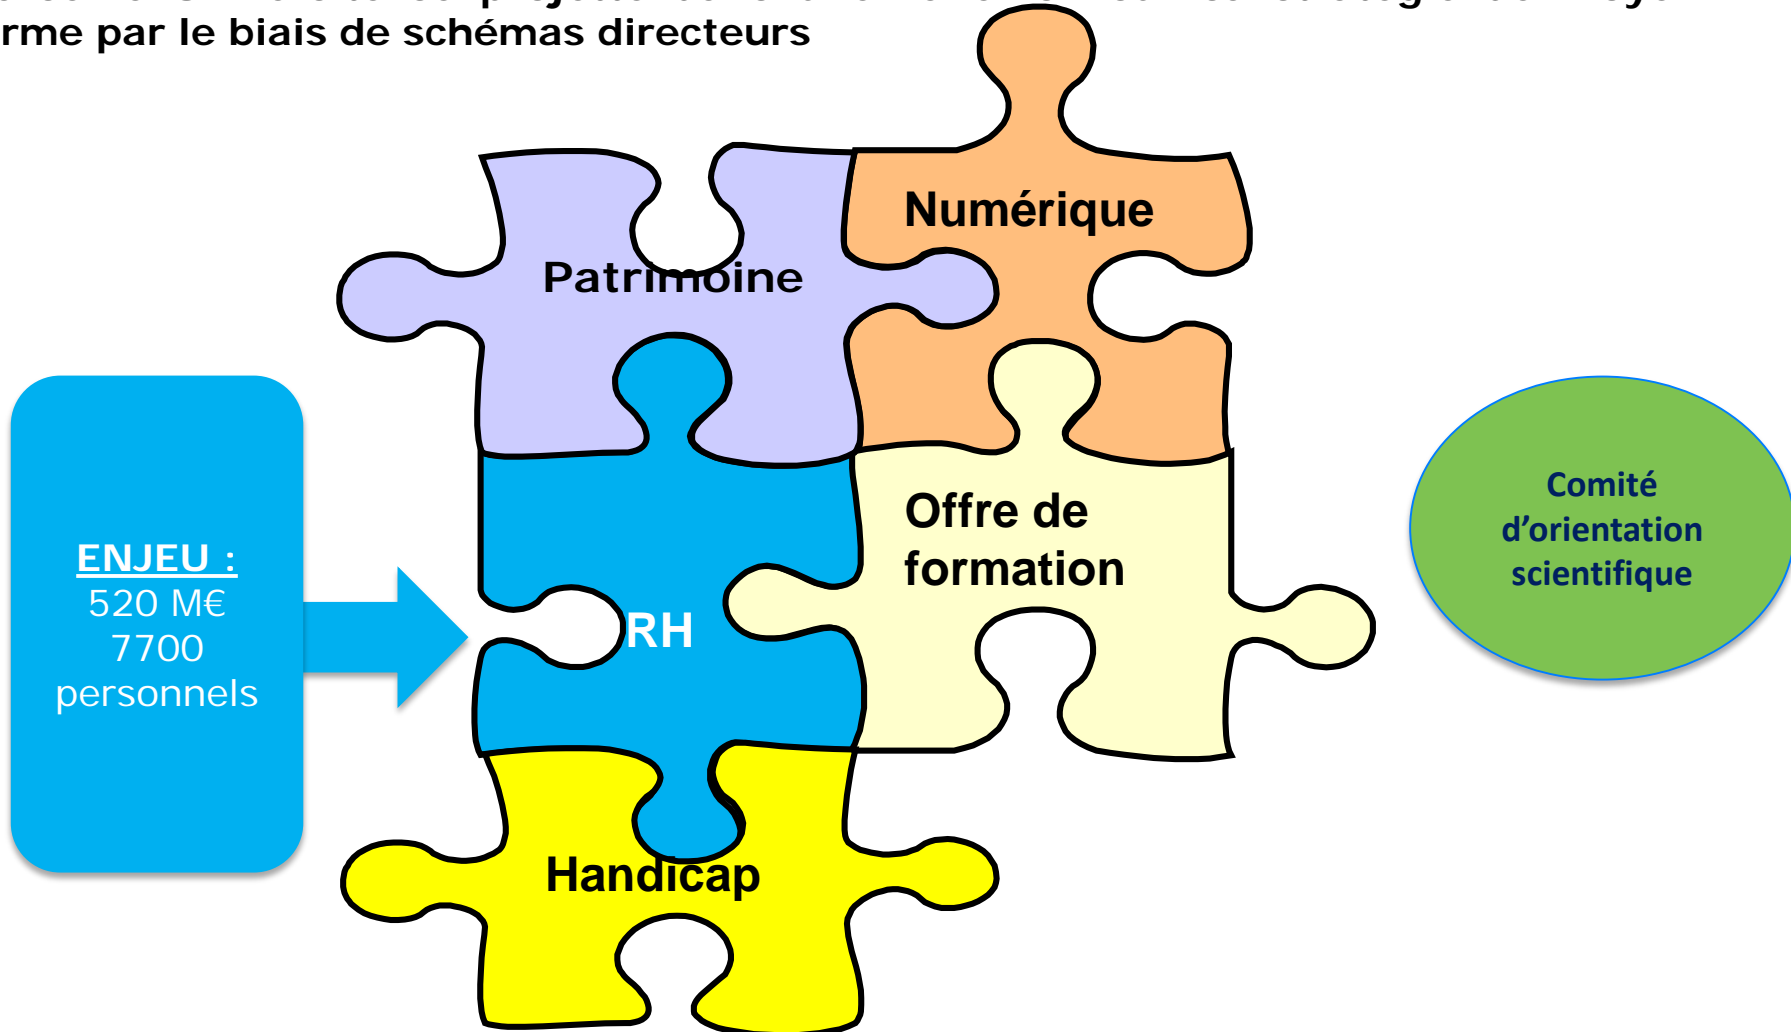 par le biais de schémas directeurs
Numérique
Patrimoine
Offre de
formation
ENJEU :
520 M€
7700
personnels
RH
Comité
d’orientation
scientifique
Handicap